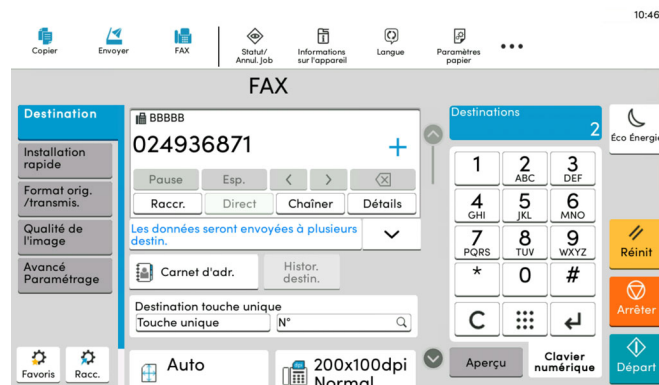 10:46
Copier
Envoyer
FAX
Statut/
Annul. Job
Informations
sur l'appareil
Langue
Paramètres
papier
FAX
Destination
Installation
rapide
Format orig.
/transmis.
Qualité de
l'image
Avancé
Paramétrage
Favoris
Racc.
BBBBB
024936871
Pause
Esp.
Raccr.
Direct
Chaîner
Détails
Les données seront envoyées à plusieurs
destin.
Carnet d'adr.
Histor.
destin.
Destination touche unique
Touche unique
N°
Auto
200x100dpi
Normal
Destinations
2
1
2
ABC
3
DEF
4
GHI
5
JKL
6
MNO
7
PQRS
8
TUV
9
WXYZ
*
0
#
C
Aperçu
Clavier
numérique
Éco Énergie
Réinit
Arrêter
Départ